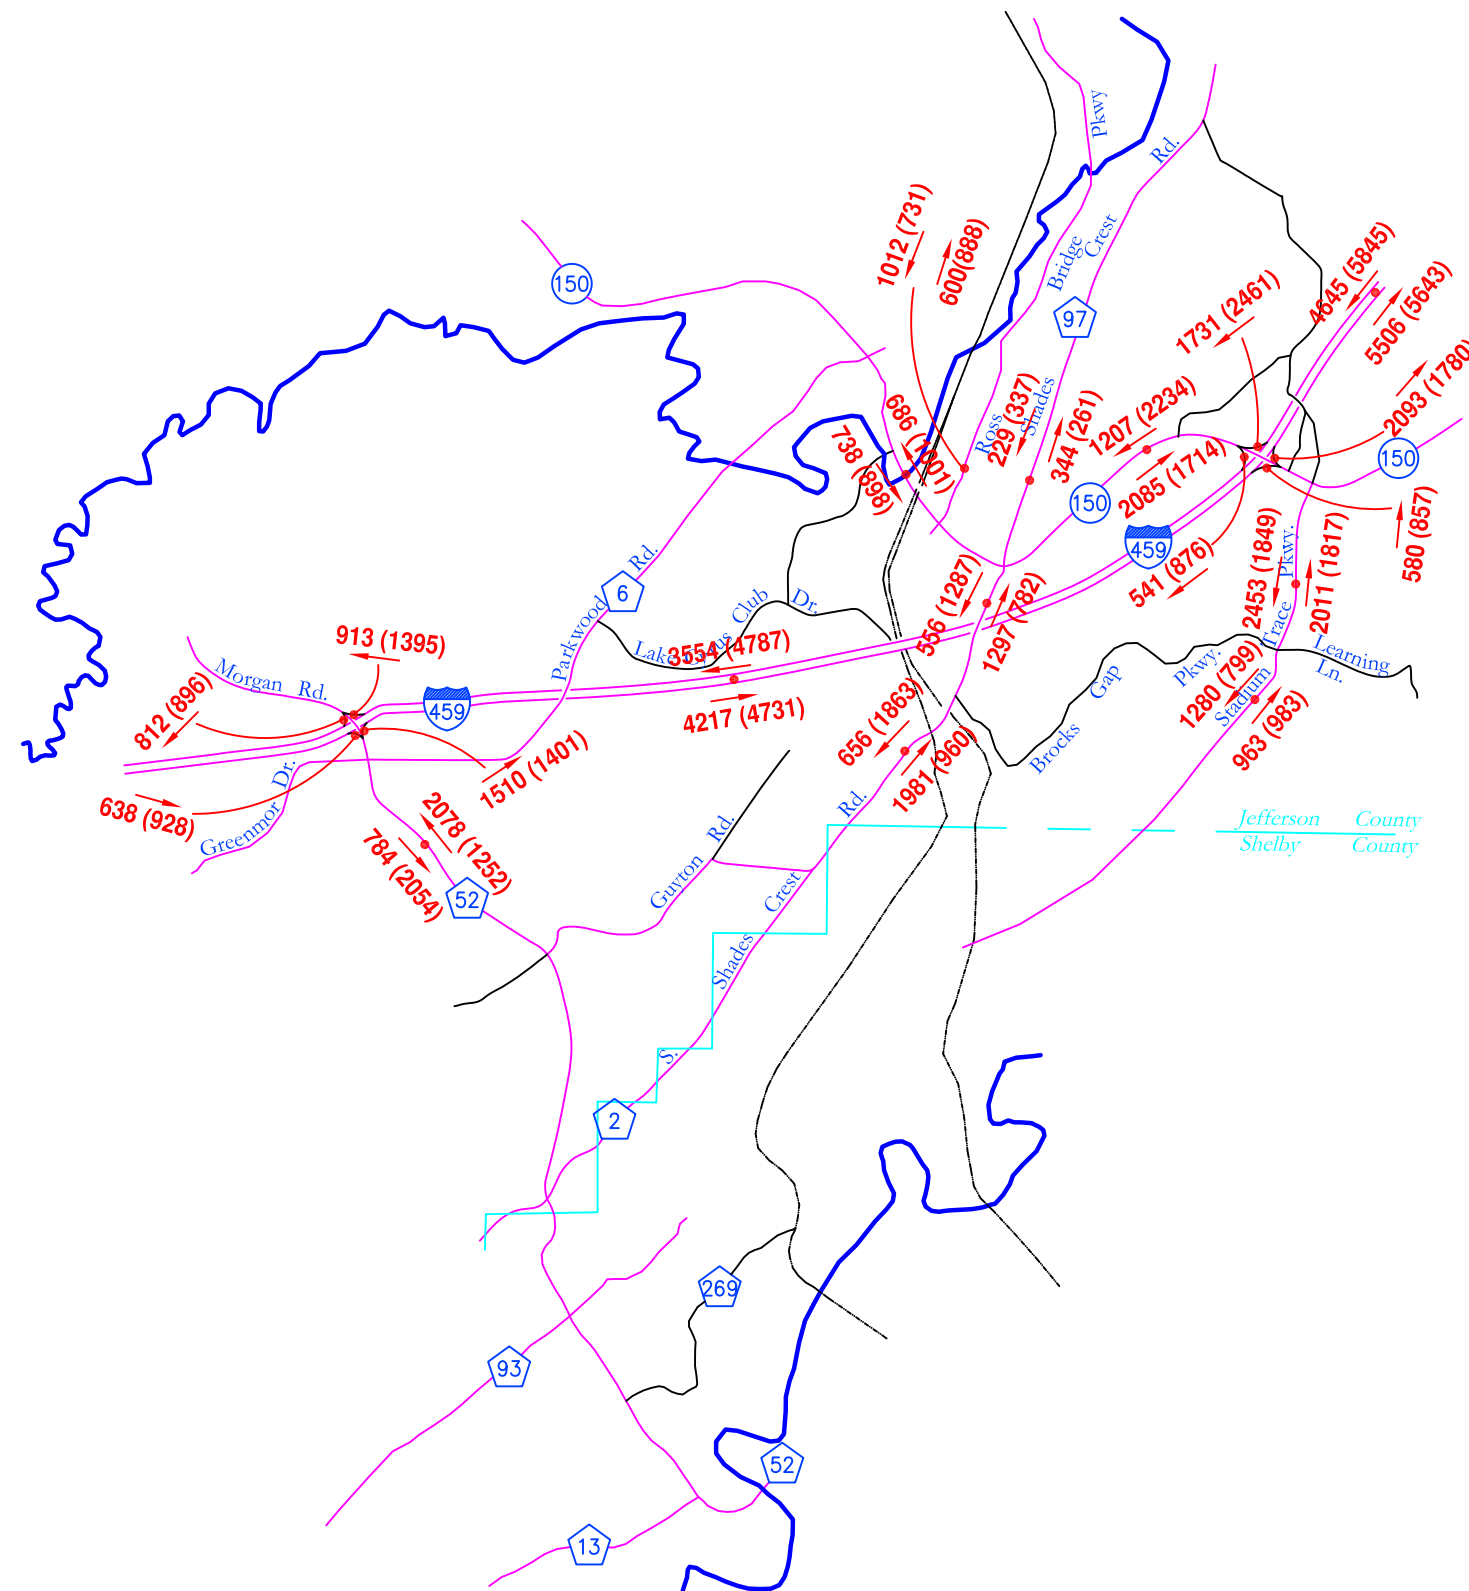 Pkwy
Rd.
Bridge
Crest
150
97
1012 (731)
600(888)
4645 (5845)
5506 (5643)
1731 (2461)
2093 (1780)
Ross
Shades
229 (337)
344 (261)
1207 (2234)
2085 (1714)
686 (1001)
738 (898)
150
150
459
541 (876)
580 (857)
2453 (1849)
2011 (1817)
Stadium Trace Pkwy.
Parkwood 6 Rd.
Lake Cyrus Club Dr.
556 (1287)
1297 (782)
913 (1395)
Morgan Rd.
812 (896)
459
3554 (4787)
4217 (4731)
Learning
Ln.
1280 (799)
963 (983)
Brocks Gap Pkwy.
656 (1863)
1981 (960)
638 (928)
Greenmor Dr.
1510 (1401)
2078 (1252)
784 (2054)
52
Guyton Rd.
Jefferson County
Shelby County
S. Shades Crest Rd.
2
269
93
52
13